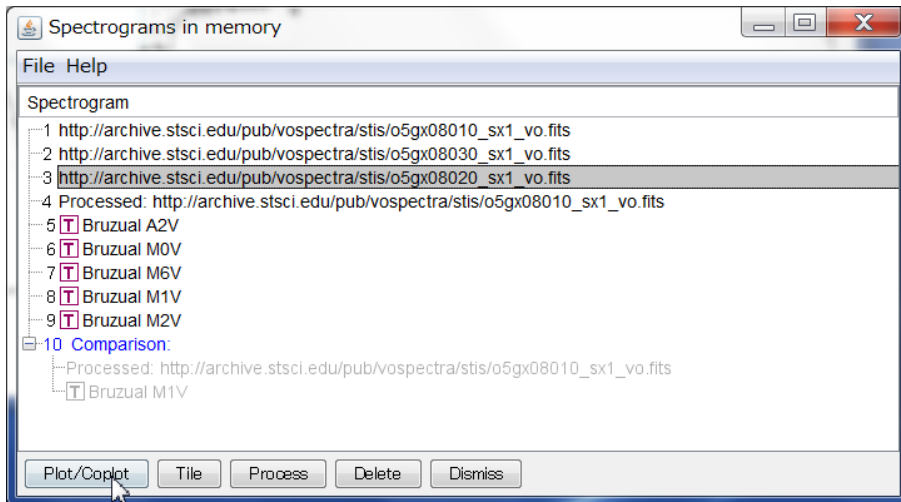 Spectrograms in memory
File Help
Spectrogram
1 http://archive.stsci.edu/pub/vospectra/stis/o5gx08010_sx1_vo.fits
2 http://archive.stsci.edu/pub/vospectra/stis/o5gx08030_sx1_vo.fits
3 http://archive.stsci.edu/pub/vospectra/stis/o5gx08020_sx1_vo.fits
4 Processed: http://archive.stsci.edu/pub/vospectra/stis/o5gx08010_sx1_vo.fits
5 T Bruzual A2V
6 T Bruzual M0V
7 T Bruzual M6V
8 T Bruzual M1V
9 T Bruzual M2V
10 Comparison:
Processed: http://archive.stsci.edu/pub/vospectra/stis/o5gx08010_sx1_vo.fits
T Bruzual M1V
Plot/Coplot Tile Process Delete Dismiss